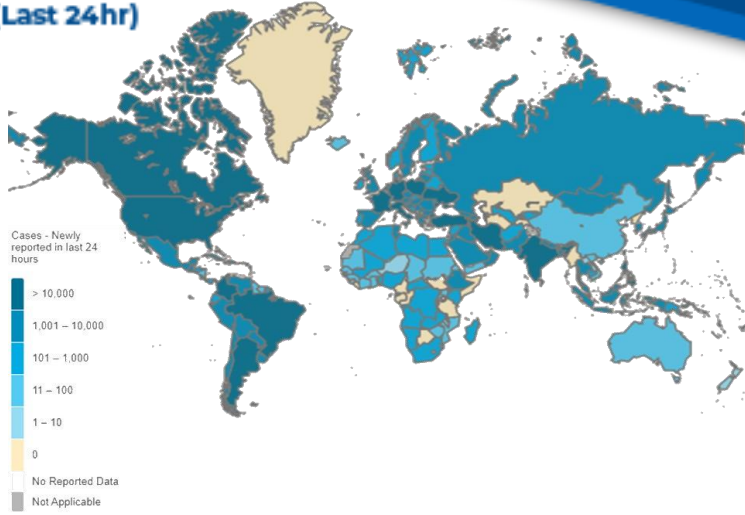 (Last 24hr)
Cases - Newly
reported in last 24
hours
> 10,000
1,001 – 10,000
101 – 1,000
11 – 100
1 – 10
0
No Reported Data
Not Applicable